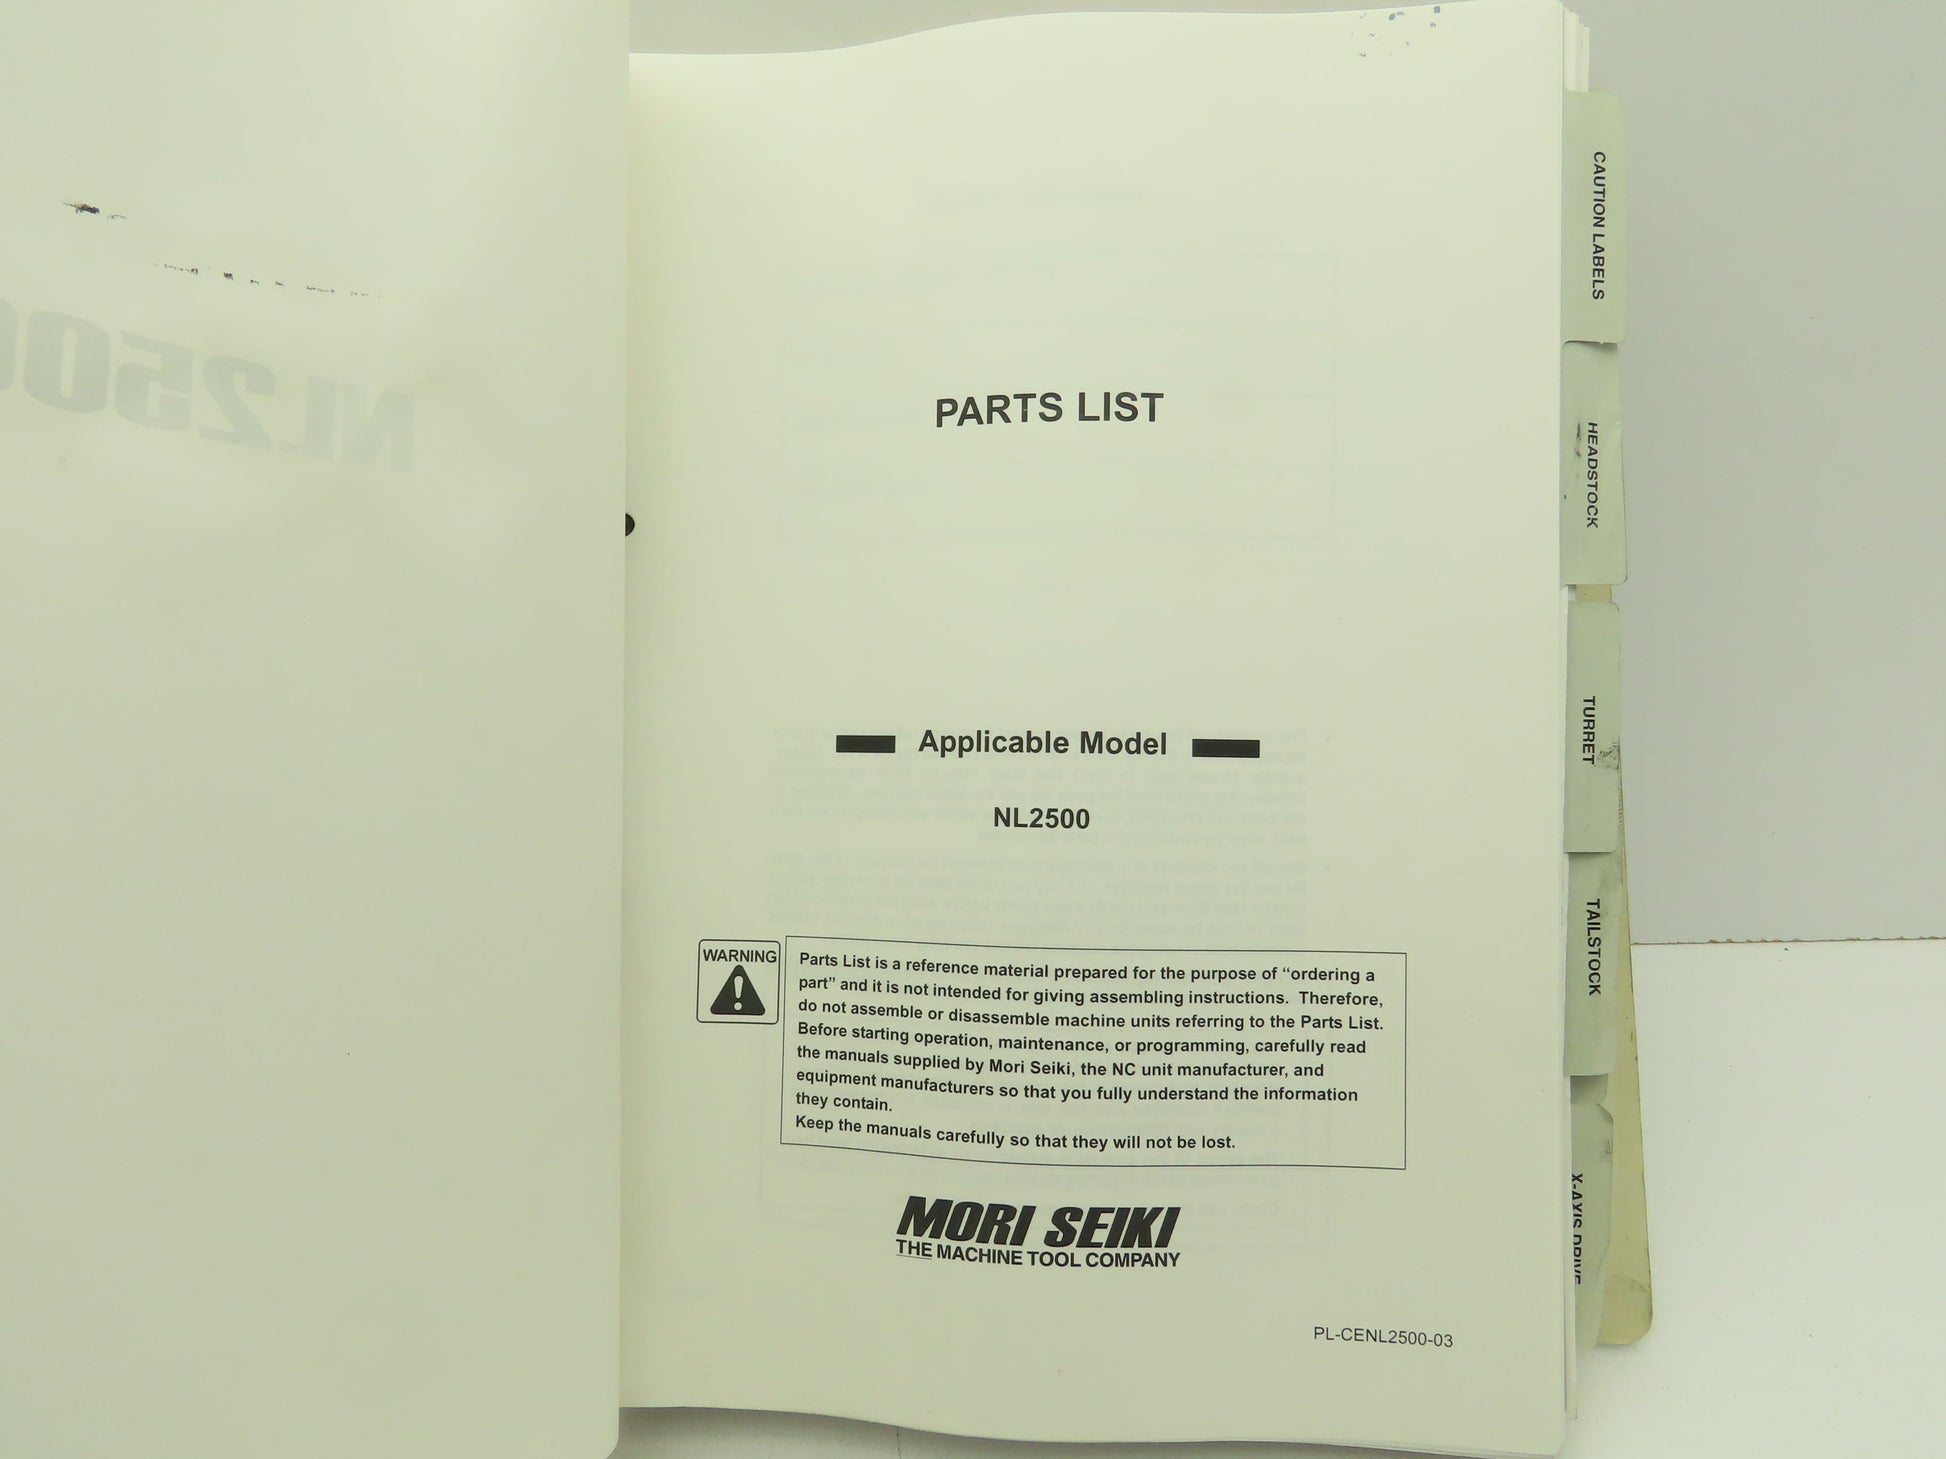 PARTS LIST
Applicable Model
NL2500
WARNING
Parts List is a reference material prepared for the purpose of “ordering a
part” and it is not intended for giving assembling instructions. Therefore,
do not assemble or disassemble machine units referring to the Parts List.
Before starting operation, maintenance, or programming, carefully read
the manuals supplied by Mori Seiki, the NC unit manufacturer, and
equipment manufacturers so that you fully understand the information
they contain.
Keep the manuals carefully so that they will not be lost.
MORI SEIKI
THE MACHINE TOOL COMPANY
PL-CENL2500-03
CAUTION LABELS
HEADSTOCK
TURRET
TAILSTOCK
X-AXIS DRIVE
NL250